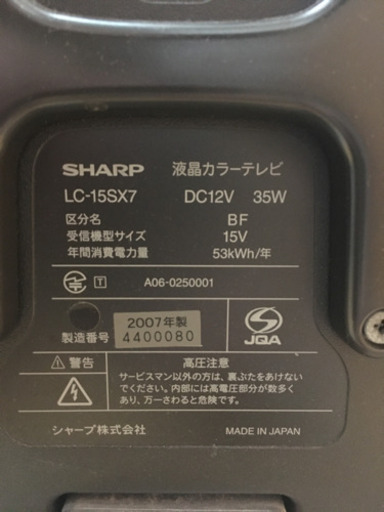 SHARP 液晶カラーテレビ
LC-15SX7 DC12V 35W
区分名 BF
受信機型サイズ 15V
年間消費電力量 53kWh/年
T A06-0250001
製造番号 2007年製
4400080
JQA
警告 高圧注意
サービスマン以外の方は、裏ぶたをあけない
でください。内部には高電圧部分が数多く
あり、万一さわると危険です。
シャープ株式会社 MADE IN JAPAN